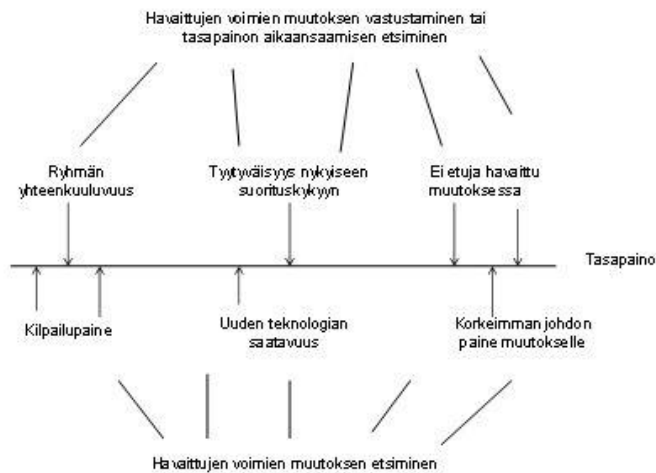 Havaittujen voimien muutoksen vastustaminen tai
tasapainon aikaansaamisen etsiminen
Ryhmän
yhteenkuuluvuus
Tyytyväisyys nykyiseen
suorituskykyyn
Ei etuja havaittu
muutoksessa
Tasapaino
Kilpailupaine
Uuden teknologian
saatavuus
Korkeimman johdon
paine muutokselle
Havaittujen voimien muutoksen etsiminen